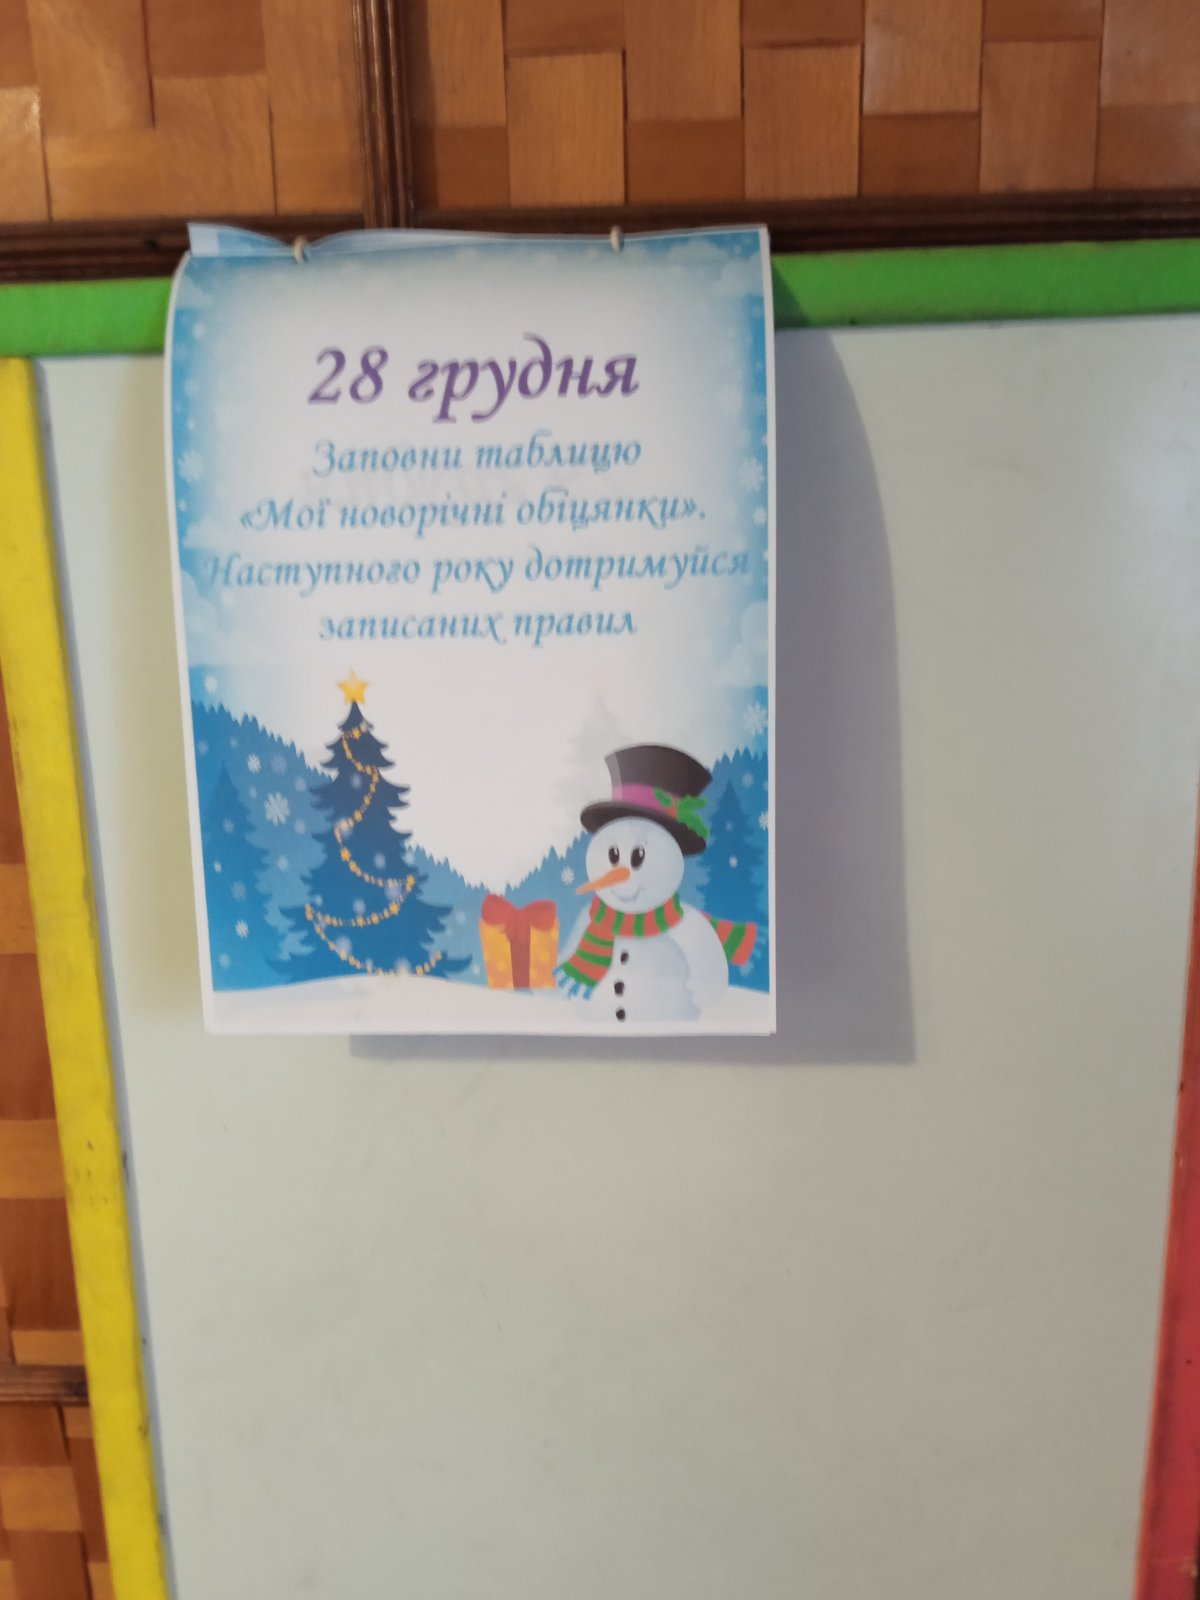 28 грудня
Заповни таблицю
«Мої новорічні обіцянки».
Наступного року дотримуйся
записаних правил